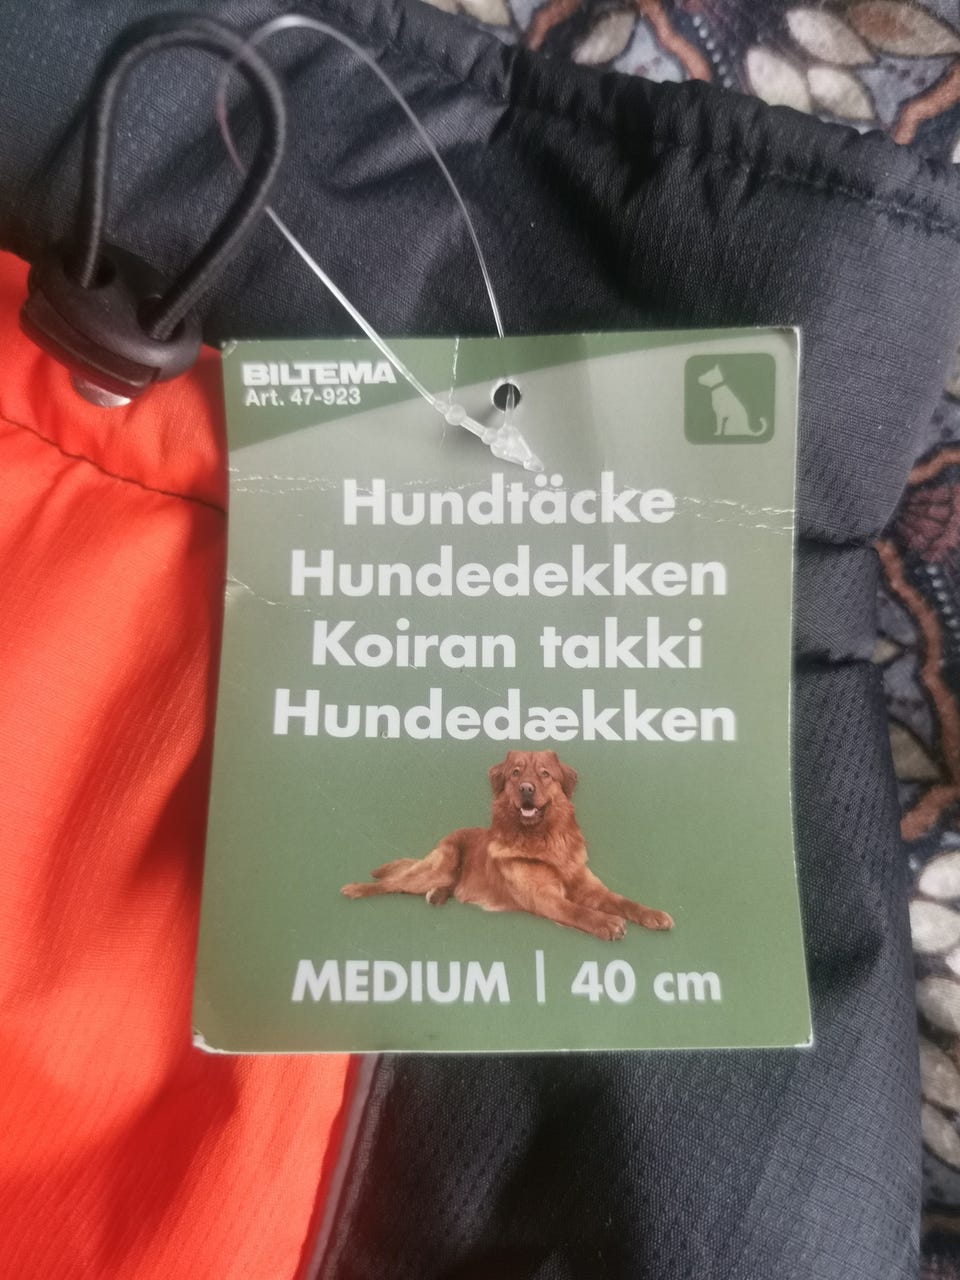 BILTEMA
Art. 47-923
Hundtäcke
Hundedekken
Koiran takki
Hundedækken
MEDIUM | 40 cm